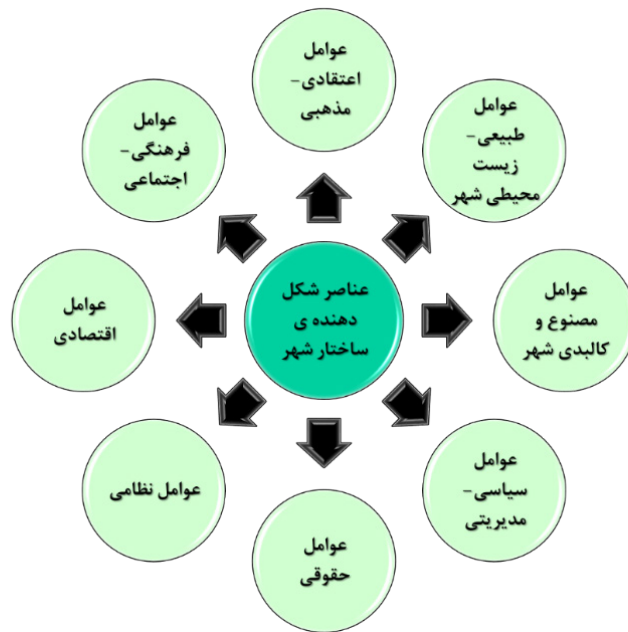 عوامل
اعتقادی-
مذهبی
عوامل
طبیعی-
زیست
محیطی شهر
عوامل
مصنوع و
کالبدی شهر
عوامل
سیاسی-
مدیریتی
عوامل
حقوقی
عوامل نظامی
عوامل
اقتصادی
عوامل
فرهنگی-
اجتماعی
عناصر شکل
دهنده ی
ساختار شهر